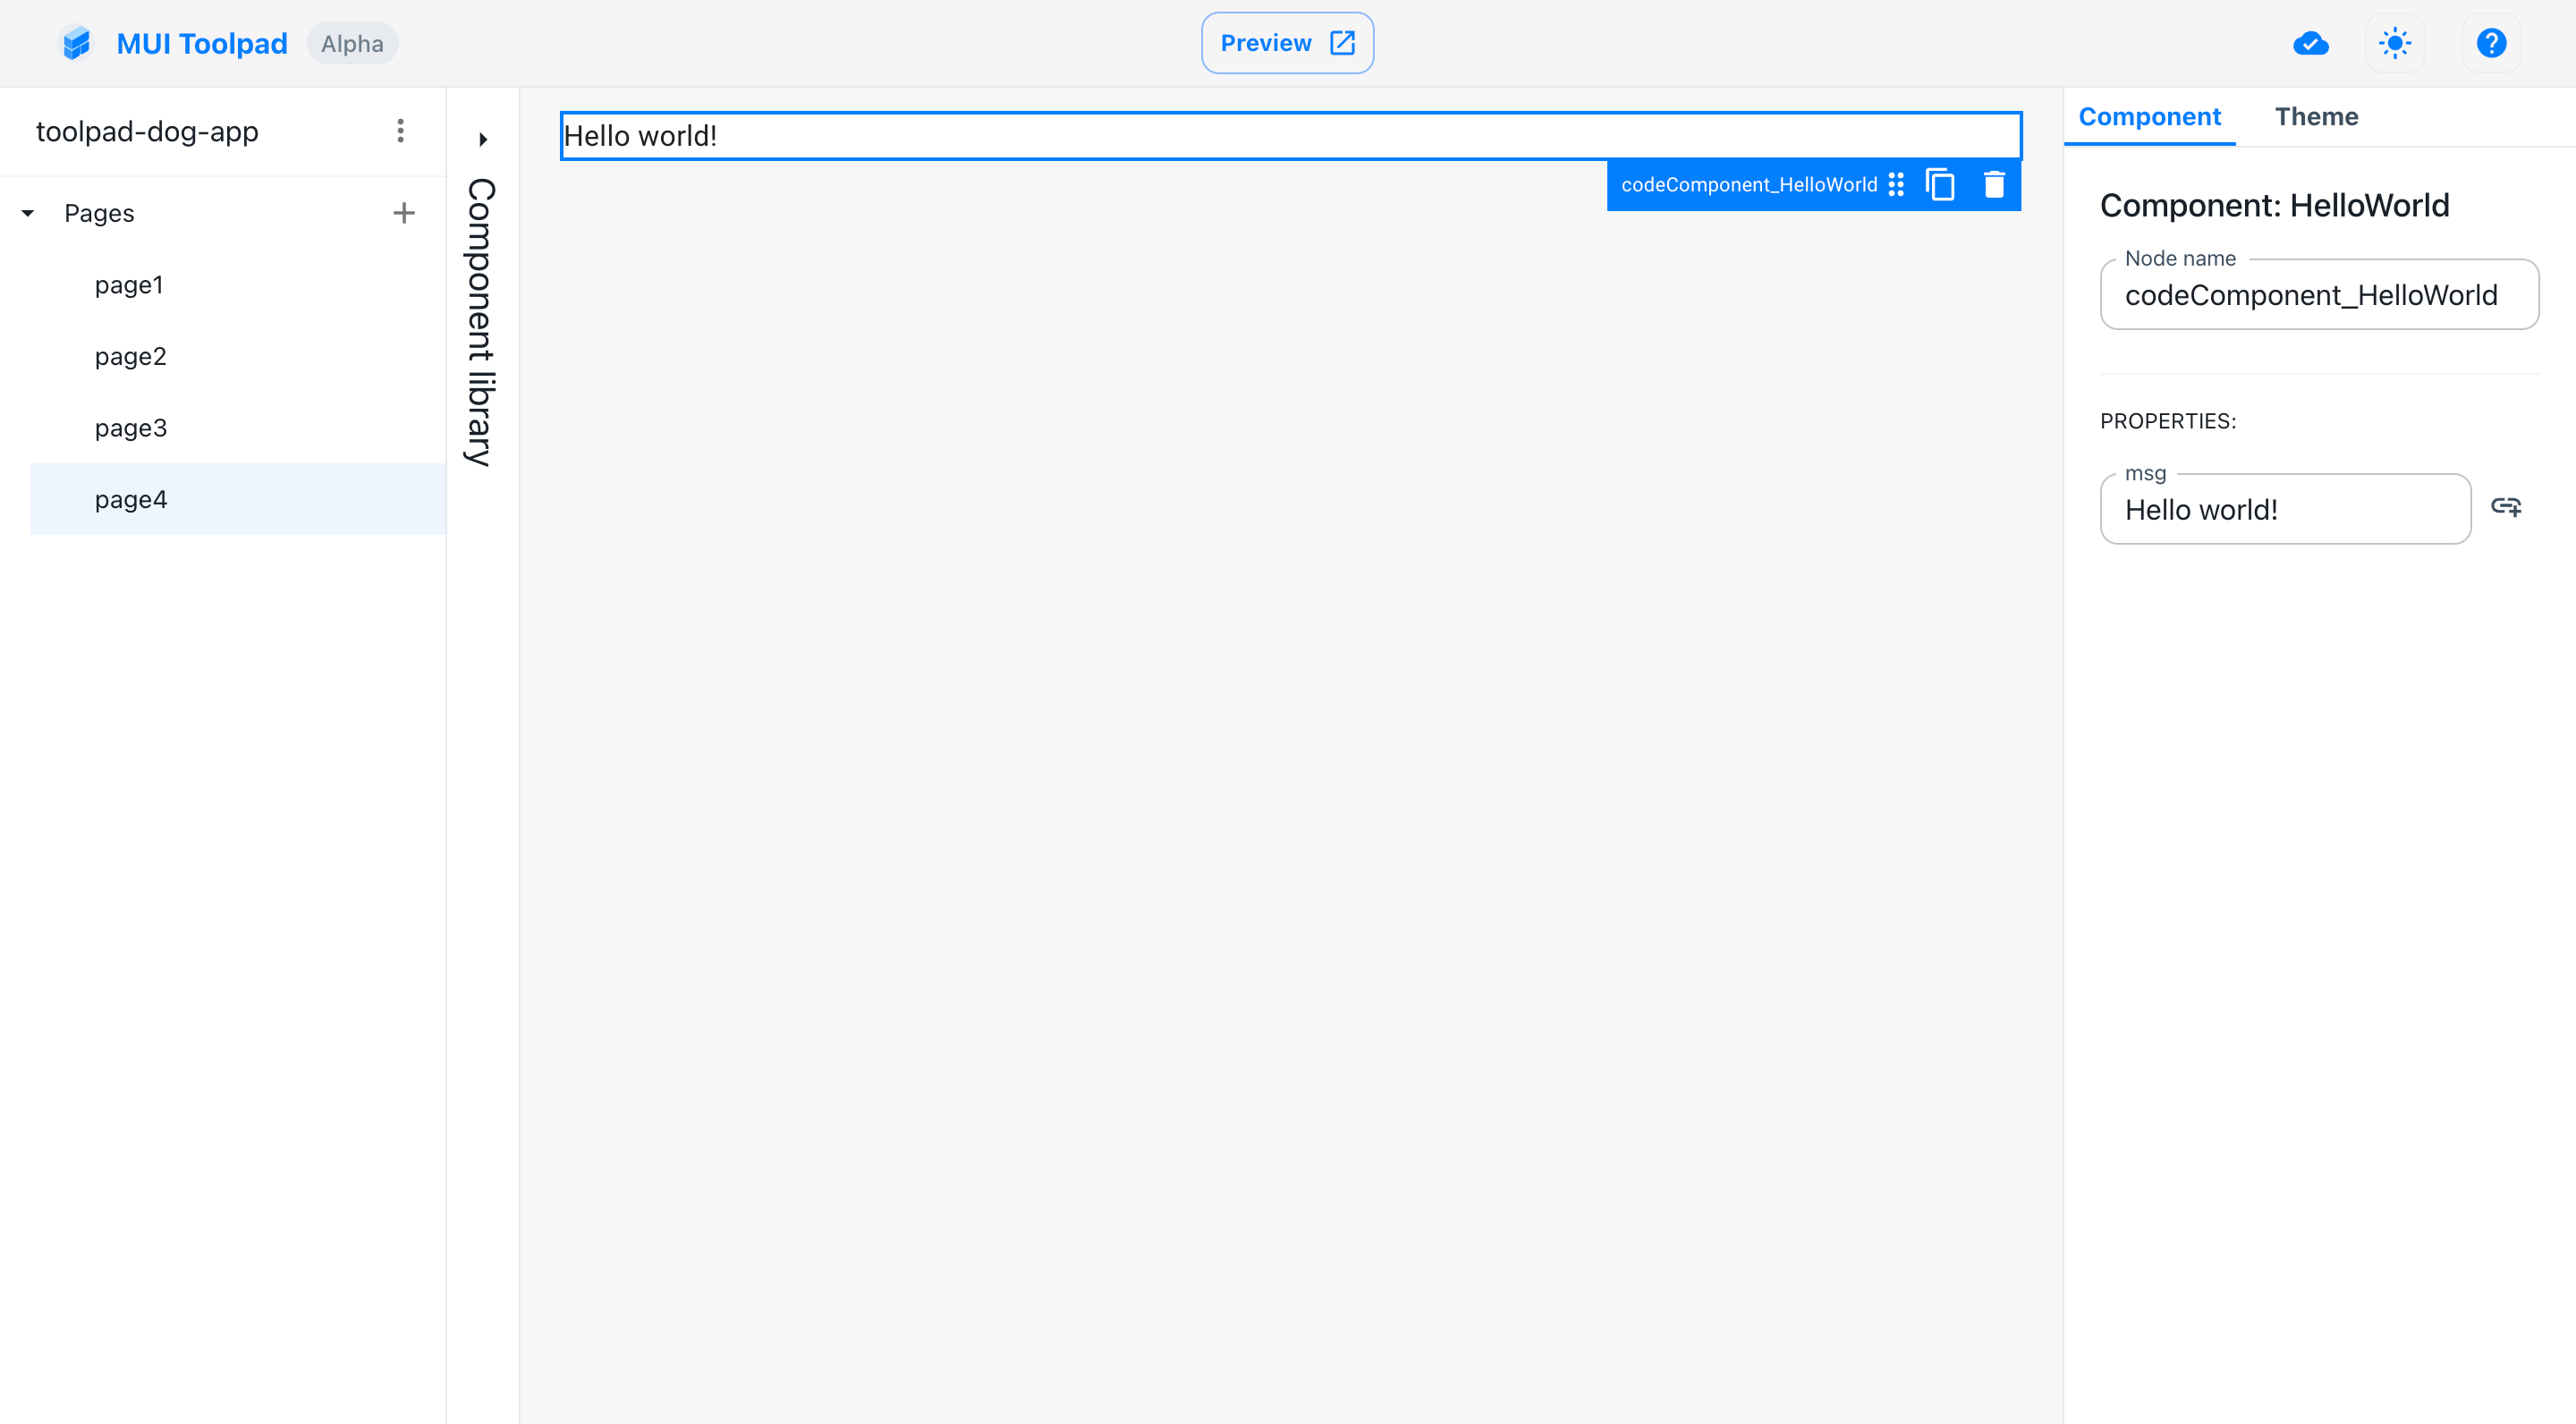 MUI Toolpad
Alpha
Preview
toolpad-dog-app
Pages
page1
page2
page3
page4
Component library
Hello world!
codeComponent_HelloWorld
Component
Theme
Component: HelloWorld
Node name
codeComponent_HelloWorld
PROPERTIES:
msg
Hello world!